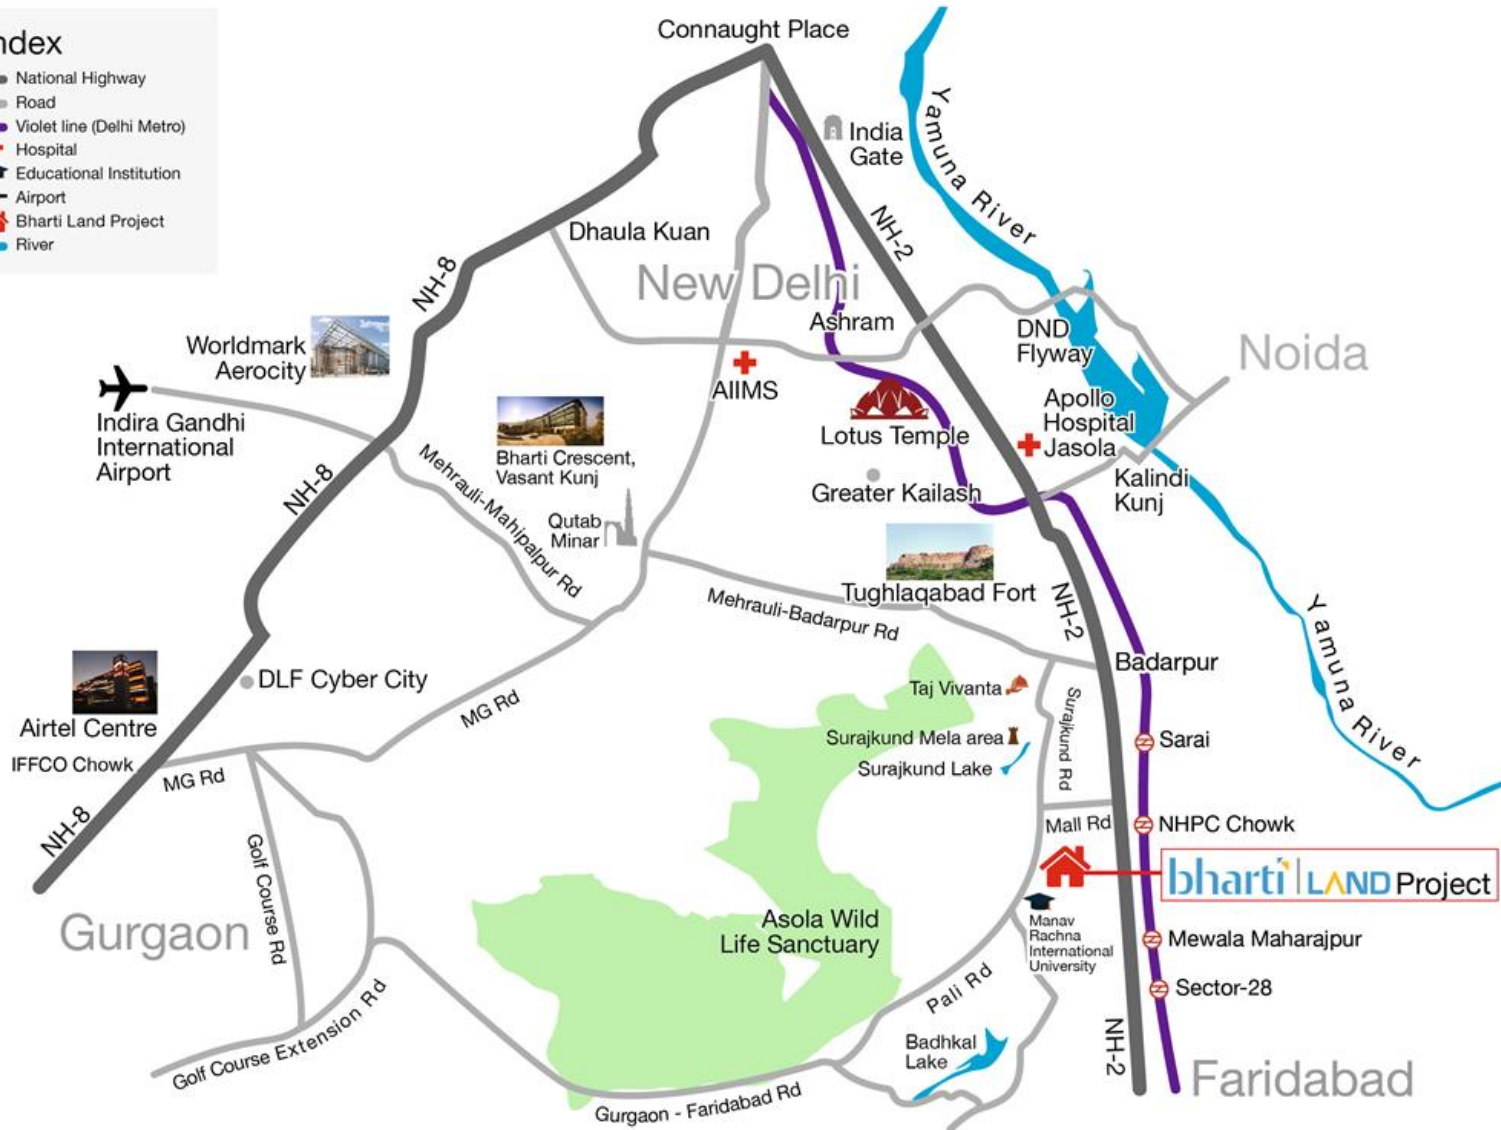 ndex
National Highway
Road
Violet line (Delhi Metro)
Hospital
Educational Institution
Airport
Bharti Land Project
River
Connaught Place
India
Gate
Yamuna River
NH-2
Dhaula Kuan
New Delhi
NH-8
Ashram
DND
Flyway
Noida
Worldmark
Aerocity
Indira Gandhi
International
Airport
AIIMS
Apollo
Hospital
Jasola
Lotus Temple
Greater Kailash
Kalindi
Kunj
Bharti Crescent,
Vasant Kunj
NH-8
Mehrauli-Mahipalpur Rd
Qutab
Minar
Tughlaqabad Fort
Mehrauli-Badarpur Rd
NH-2
Yamuna River
Badarpur
DLF Cyber City
Taj Vivanta
Surajkund Rd
MG Rd
Airtel Centre
IFFCO Chowk
MG Rd
Surajkund Mela area
Surajkund Lake
Sarai
NH-8
Mall Rd
NHPC Chowk
bharti LAND Project
Golf Course Rd
Gurgaon
Asola Wild
Life Sanctuary
Manav
Rachna
International
University
Mewala Maharajpur
Sector-28
Pali Rd
Golf Course Extension Rd
Badhkal
Lake
NH-2
Faridabad
Gurgaon - Faridabad Rd